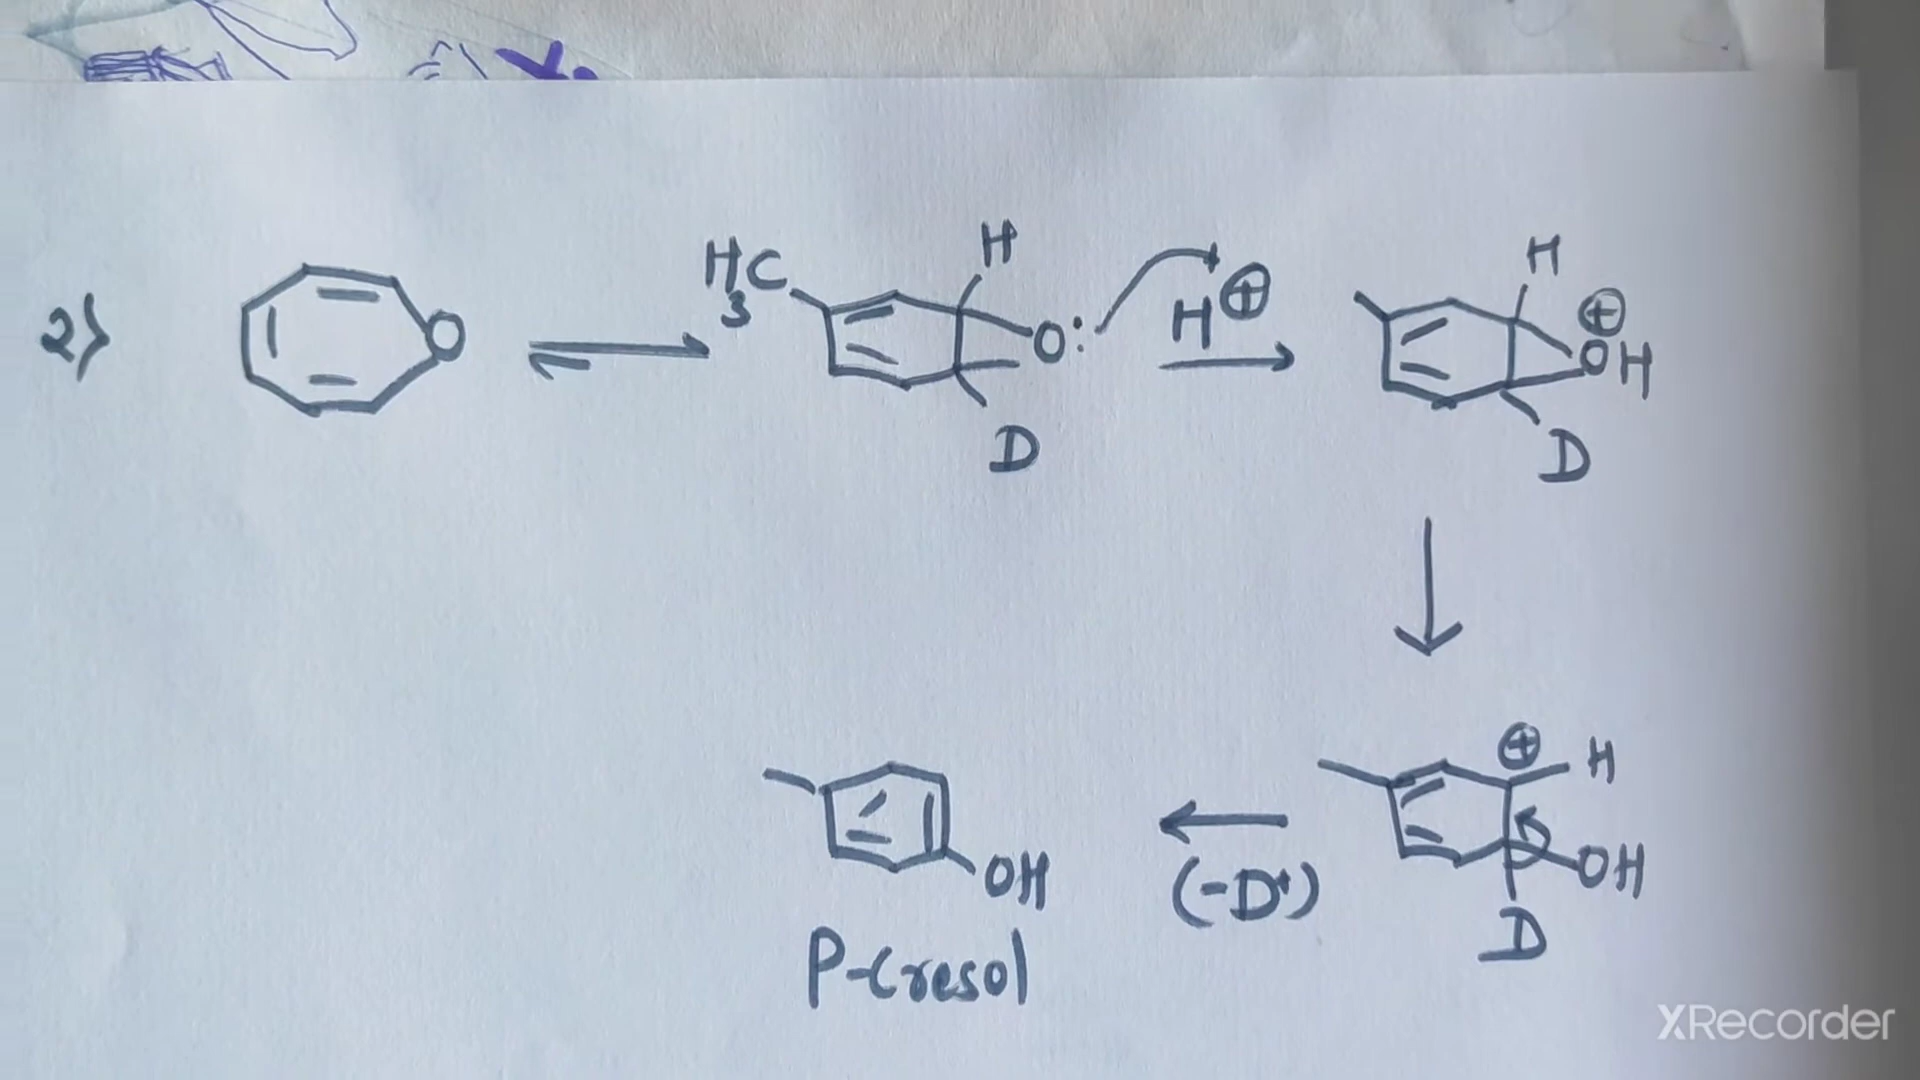 2)
O
H3C
H
O:
D
H⊕
H
⊕
OH
D
⊕
H
OH
D
(-D+)
OH
P-Cresol
XRecorder